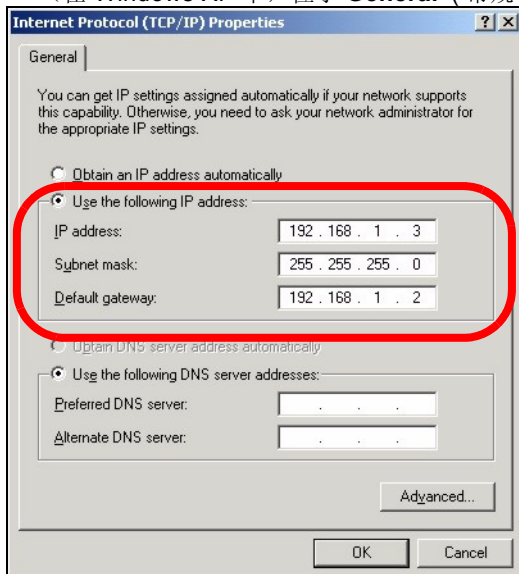 Internet Protocol (TCP/IP) Properties
General
You can get IP settings assigned automatically if your network supports
this capability. Otherwise, you need to ask your network administrator for
the appropriate IP settings.
Obtain an IP address automatically
Use the following IP address:
IP address: 192 . 168 . 1 . 3
Subnet mask: 255 . 255 . 255 . 0
Default gateway: 192 . 168 . 1 . 2
Obtain DNS server address automatically
Use the following DNS server addresses:
Preferred DNS server: . . .
Alternate DNS server: . . .
Advanced...
OK Cancel